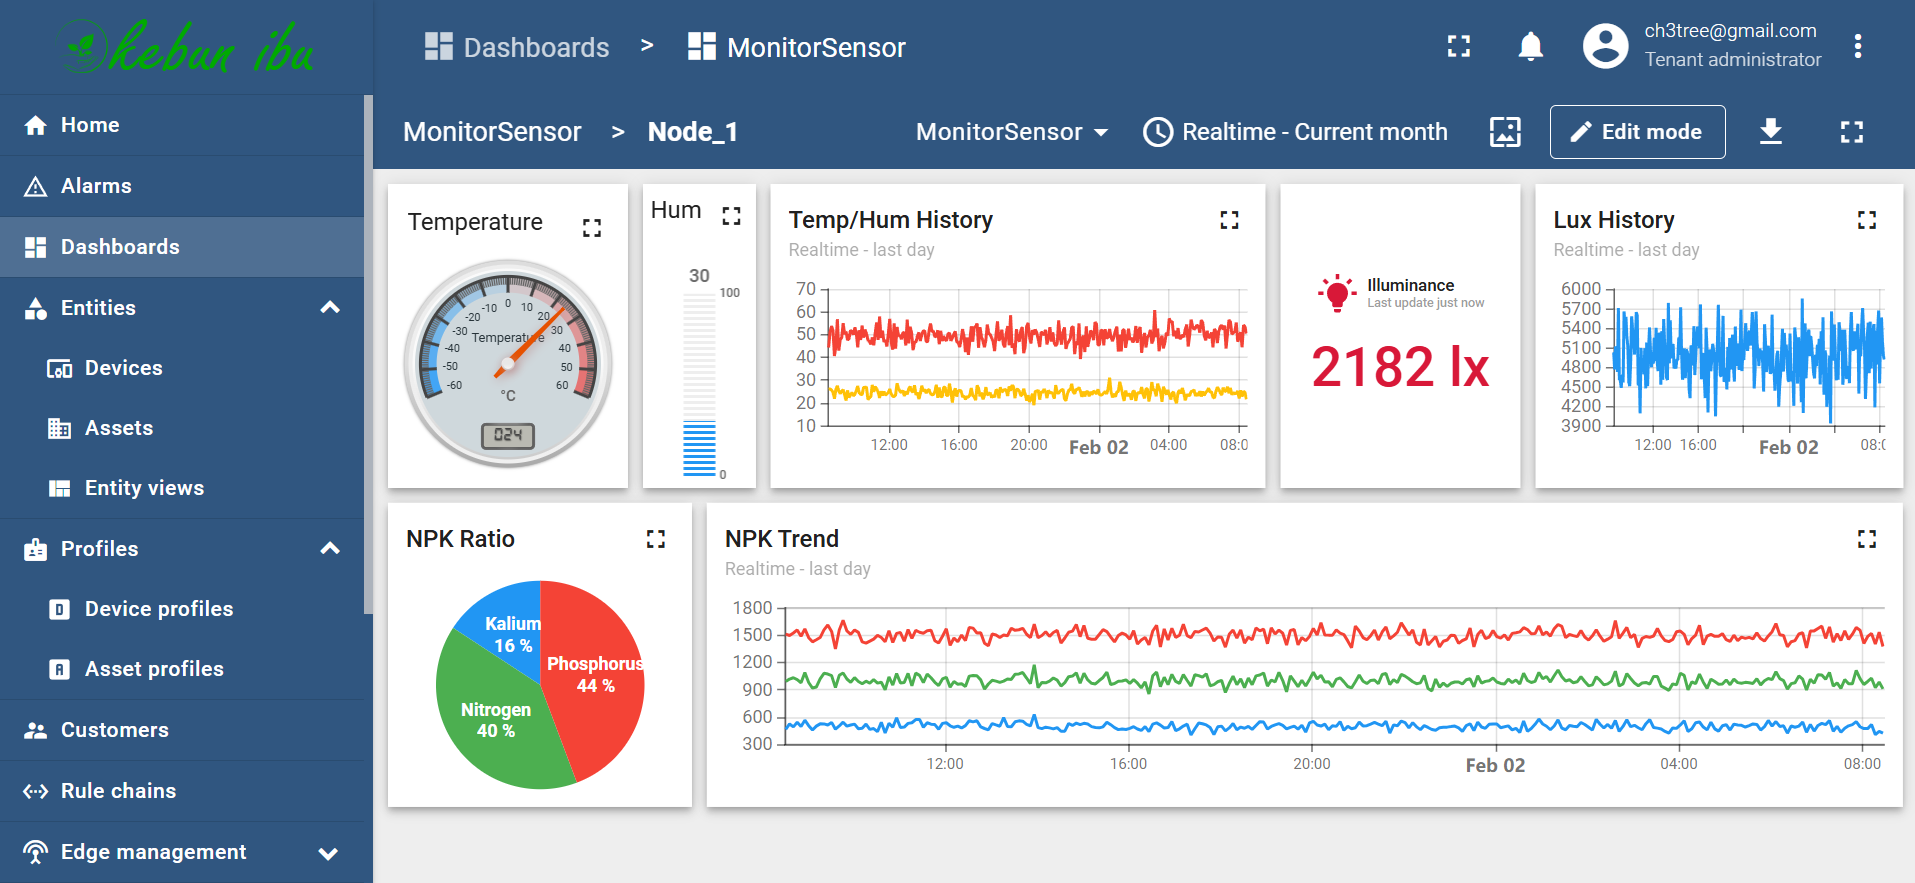 kebun ibu
Dashboards > MonitorSensor
ch3tree@gmail.com
Tenant administrator
MonitorSensor > Node_1
MonitorSensor
Realtime - Current month
Edit mode
Home
Alarms
Dashboards
Entities
Devices
Assets
Entity views
Profiles
Device profiles
Asset profiles
Customers
Rule chains
Edge management
Temperature
-60
-50
-40
-30
-20
-10
0
10
20
30
40
50
60
Temperature
°C
024
Hum
30
100
0
Temp/Hum History
Realtime - last day
70
60
50
40
30
20
10
12:00 16:00 20:00 Feb 02 04:00 08:0
Illuminance
Last update just now
2182 lx
Lux History
Realtime - last day
6000
5700
5400
5100
4800
4500
4200
3900
12:00 16:00 Feb 02 08:0
NPK Ratio
Kalium
16 %
Phosphorus
44 %
Nitrogen
40 %
NPK Trend
Realtime - last day
1800
1500
1200
900
600
300
12:00 16:00 20:00 Feb 02 04:00 08:00